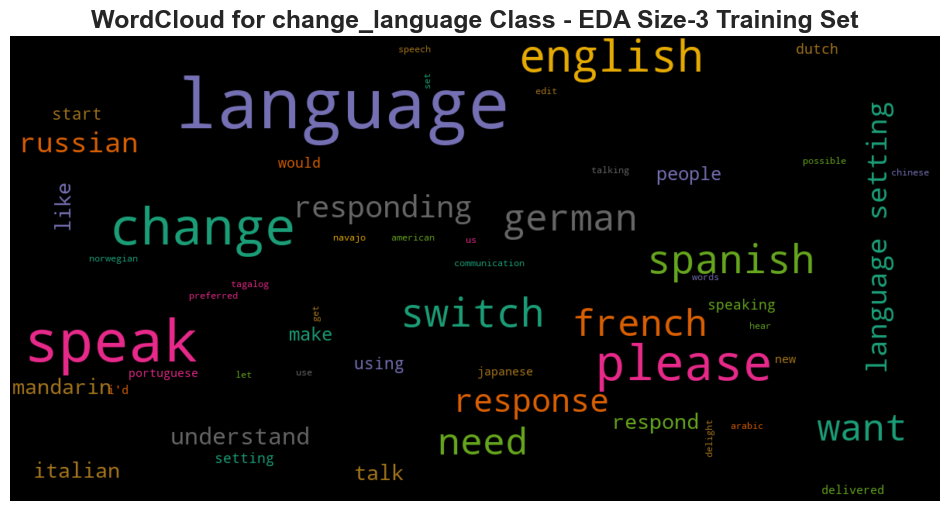 WordCloud for change_language Class - EDA Size-3 Training Set
speech
english
dutch
set
edit
language
start
russian
would
talking
people
possible
chinese
language setting
like
responding
german
change
navajo
american
us
norwegian
communication
spanish
words
tagalog
preferred
get
speaking
switch
french
hear
make
speak
please
using
new
portuguese
let
use
japanese
mandarin
i'd
response
respond
delight
arabic
want
understand
need
setting
italian
talk
delivered